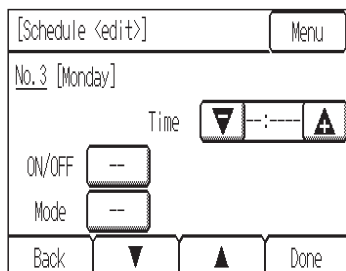 [Schedule <edit>] Menu
No.3 [Monday]
Time ▼ --:---- ▲
ON/OFF --
Mode --
Back ▼ ▲ Done